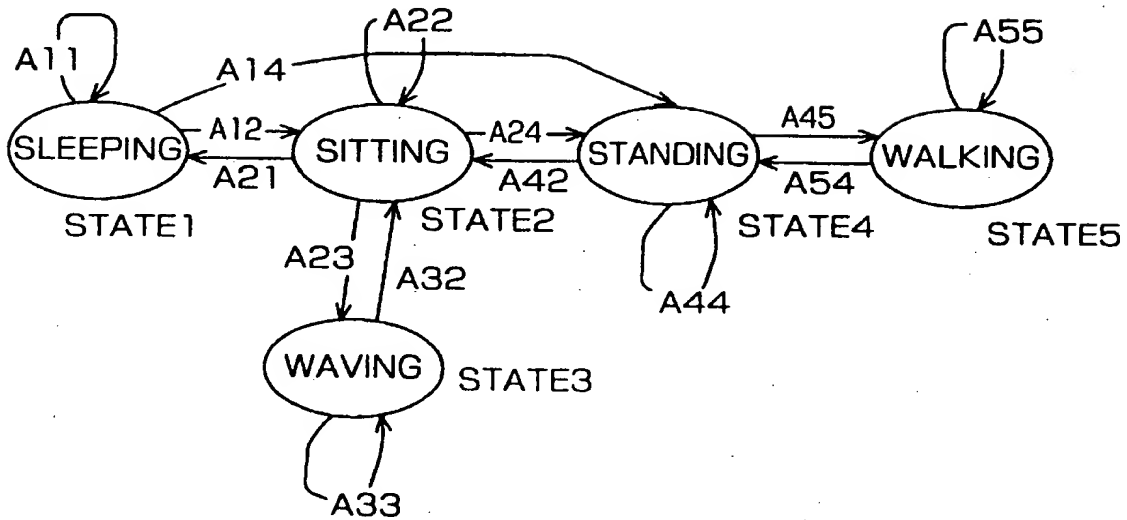 A11
A22
A55
A14
SLEEPING
A12
SITTING
A24
STANDING
A45
WALKING
A21
A42
A54
STATE1
STATE2
STATE4
STATE5
A23
A32
A44
WAVING
STATE3
A33